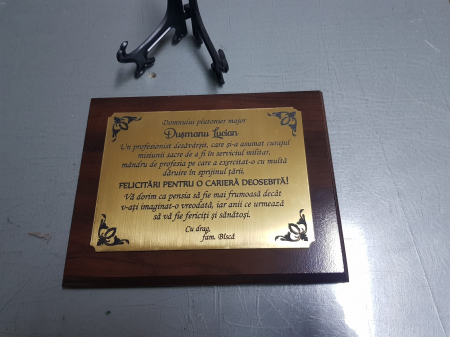 Domnului plutonier major
Dușmanu Lucian
Un profesionist desăvârșit, care și-a asumat curajul
misiunii sacre de a fi în serviciul militar,
mândru de profesia pe care a exercitat-o cu multă
dăruire în sprijinul țării.
FELICITĂRI PENTRU O CARIERĂ DEOSEBITĂ!
Vă dorim ca pensia să fie mai frumoasă decât
v-ați imaginat-o vreodată, iar anii ce urmează
să vă fie fericiți și sănătoși.
Cu drag,
fam. Bîscă